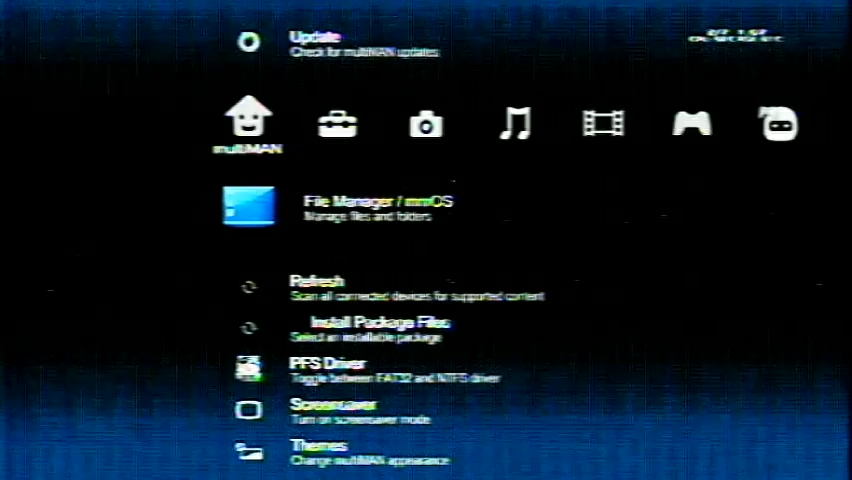 Update
Check for multiMAN updates
multiMAN
File Manager / mmOS
Manage files and folders
Refresh
Scan all connected devices for supported content
Install Package Files
Select an installable package
PFS Driver
Toggle between FAT32 and NTFS driver
Screensaver
Turn on screensaver mode
Themes
Change multiMAN appearance